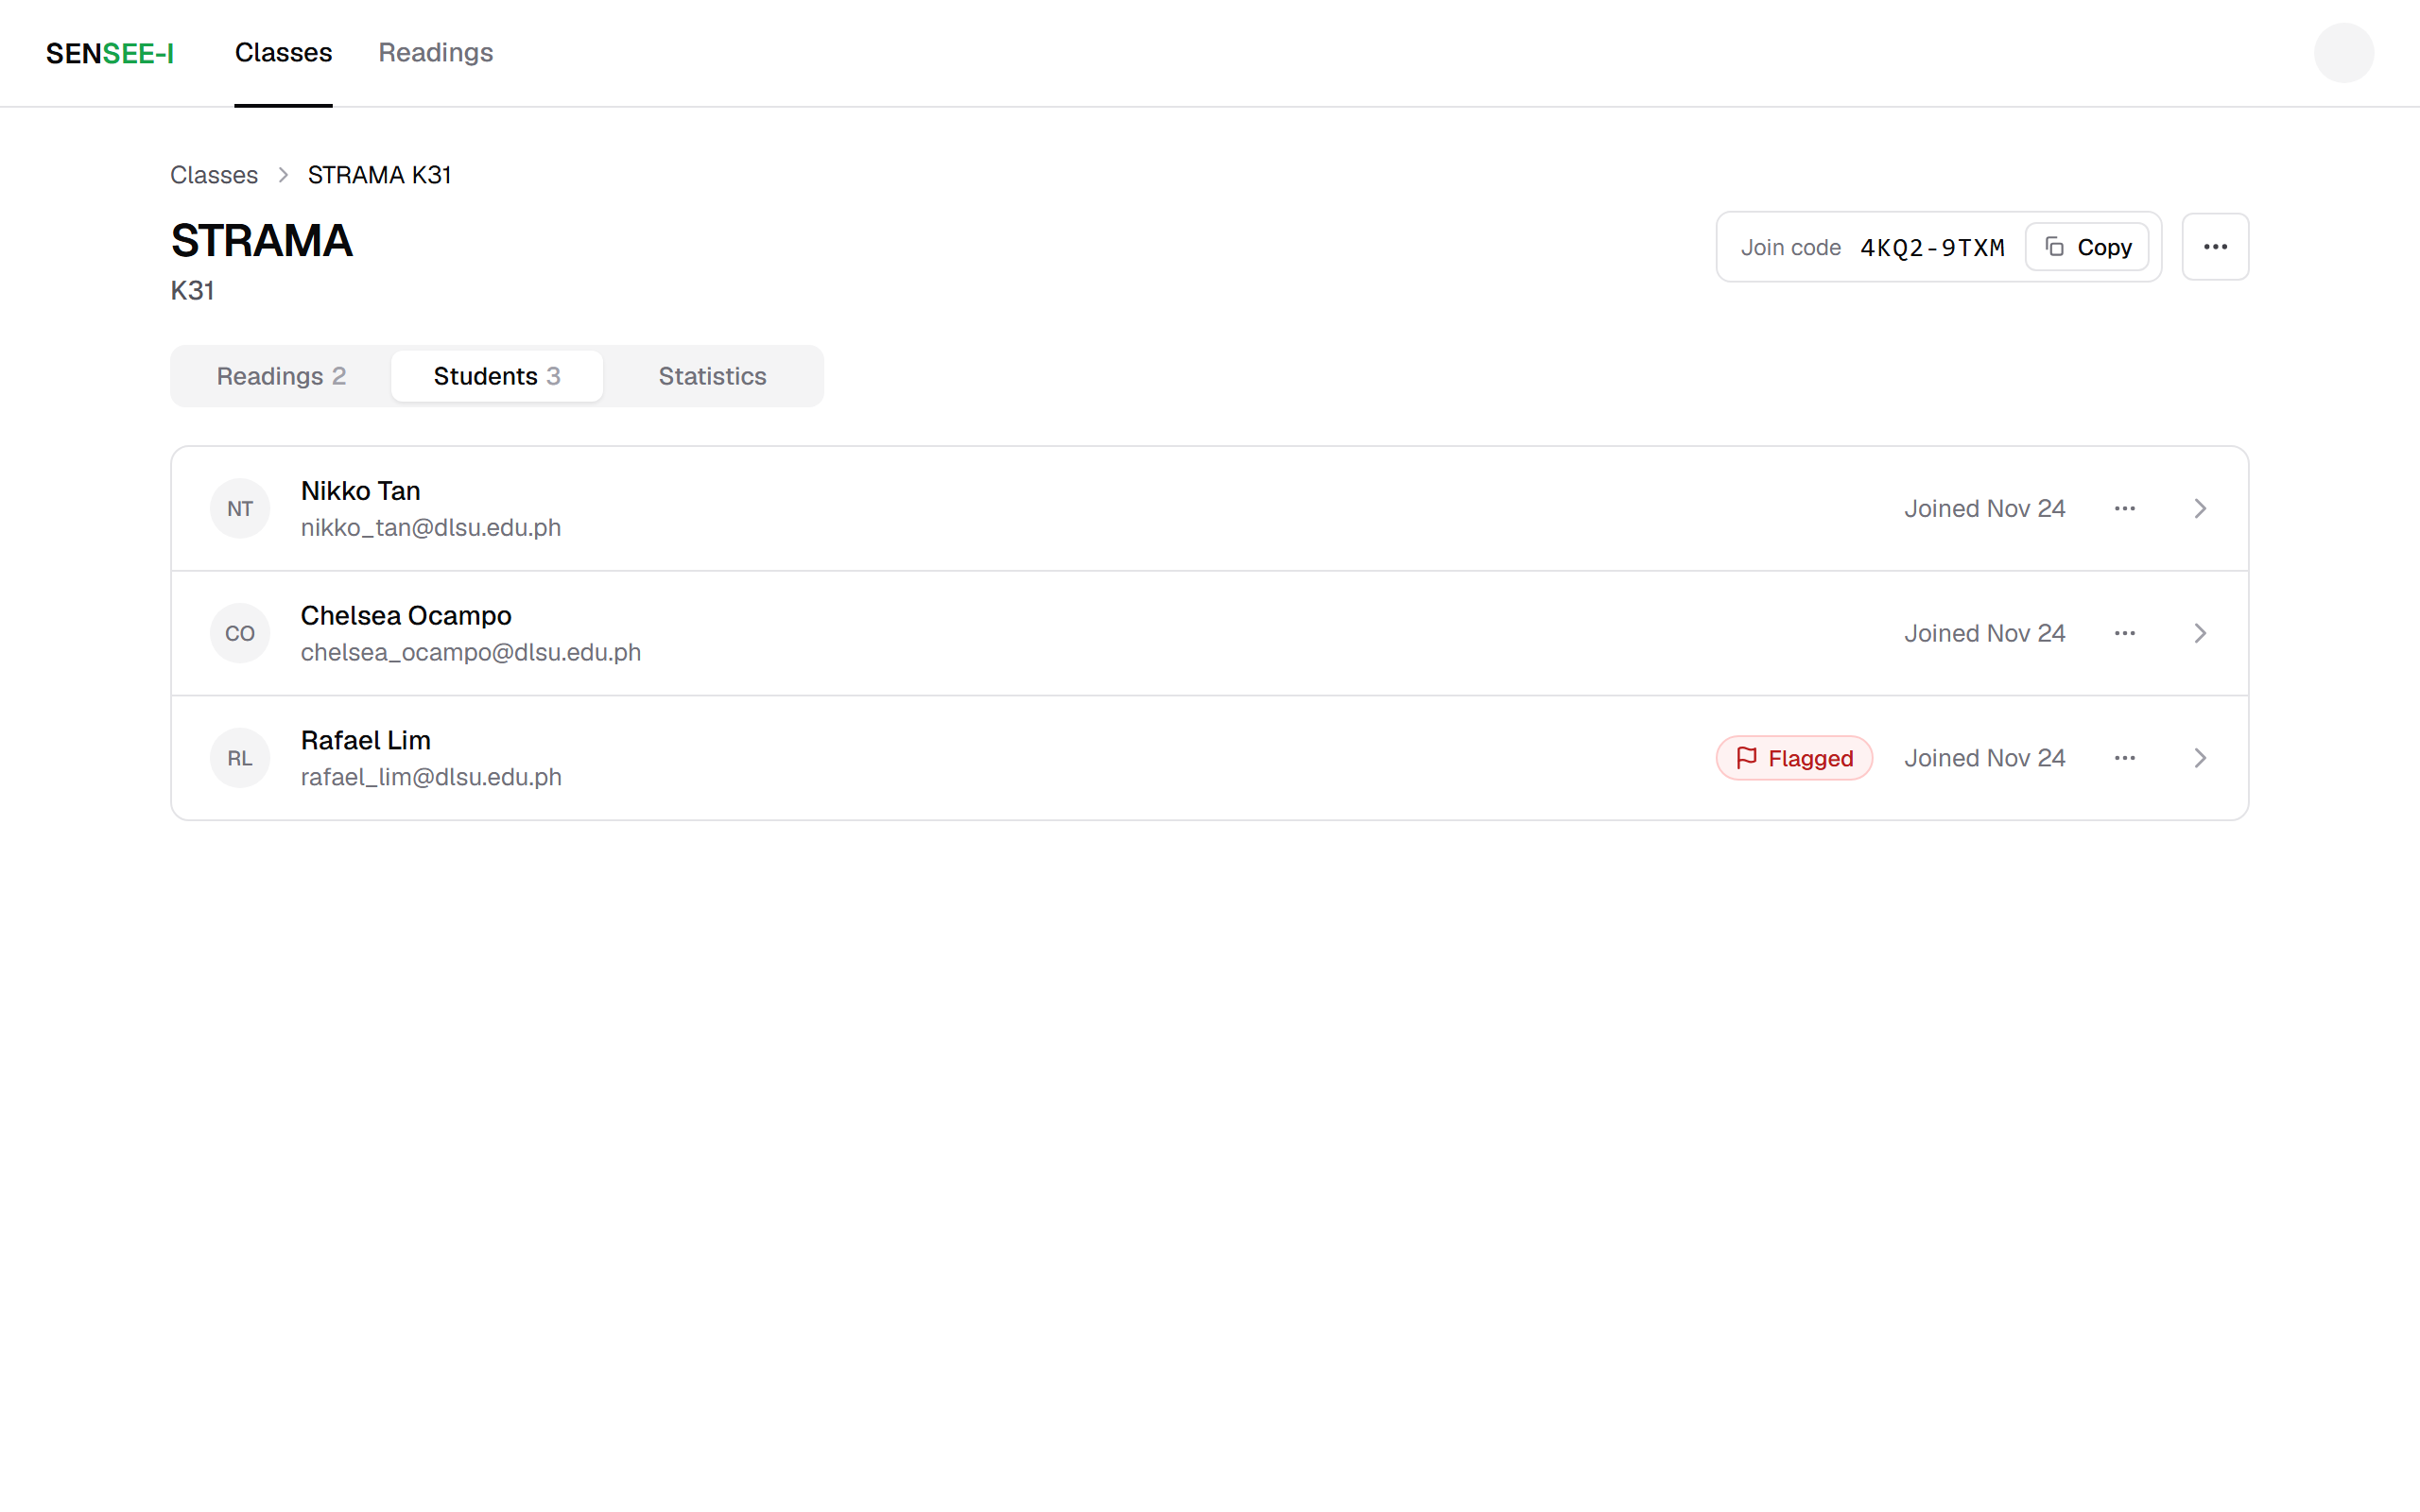 SENSEE-I Classes Readings
Classes > STRAMA K31
STRAMA
K31
Join code 4KQ2-9TXM Copy
Readings 2 Students 3 Statistics
NT Nikko Tan
nikko_tan@dlsu.edu.ph
Joined Nov 24
CO Chelsea Ocampo
chelsea_ocampo@dlsu.edu.ph
Joined Nov 24
RL Rafael Lim
rafael_lim@dlsu.edu.ph
Flagged Joined Nov 24